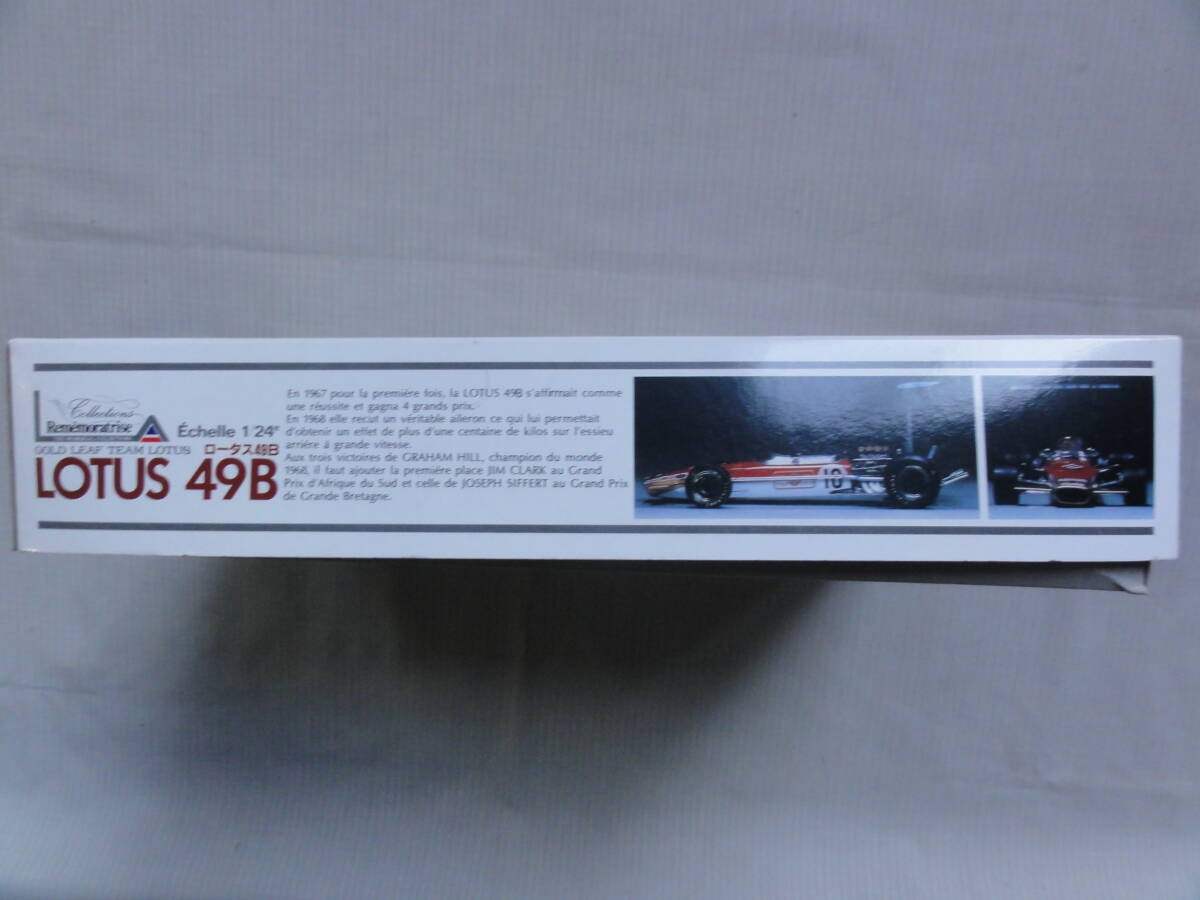 Collections
Remémoratrise
Échelle 1 24e
GOLD LEAF TEAM LOTUS ロータス49B
LOTUS 49B
En 1967 pour la première fois, la LOTUS 49B s'affirmait comme
une réussite et gagna 4 grands prix.
En 1968 elle recut un véritable aileron ce qui lui permettait
d'obtenir un effet de plus d'une centaine de kilos sur l'essieu
arriére á grande vitesse.
Aux trois victoires de GRAHAM HILL, champion du monde
1968, il faut ajouter la première place JIM CLARK au Grand
Prix d'Afrique du Sud et celle de JOSEPH SIFFERT au Grand Prix
de Grande Bretagne.
10